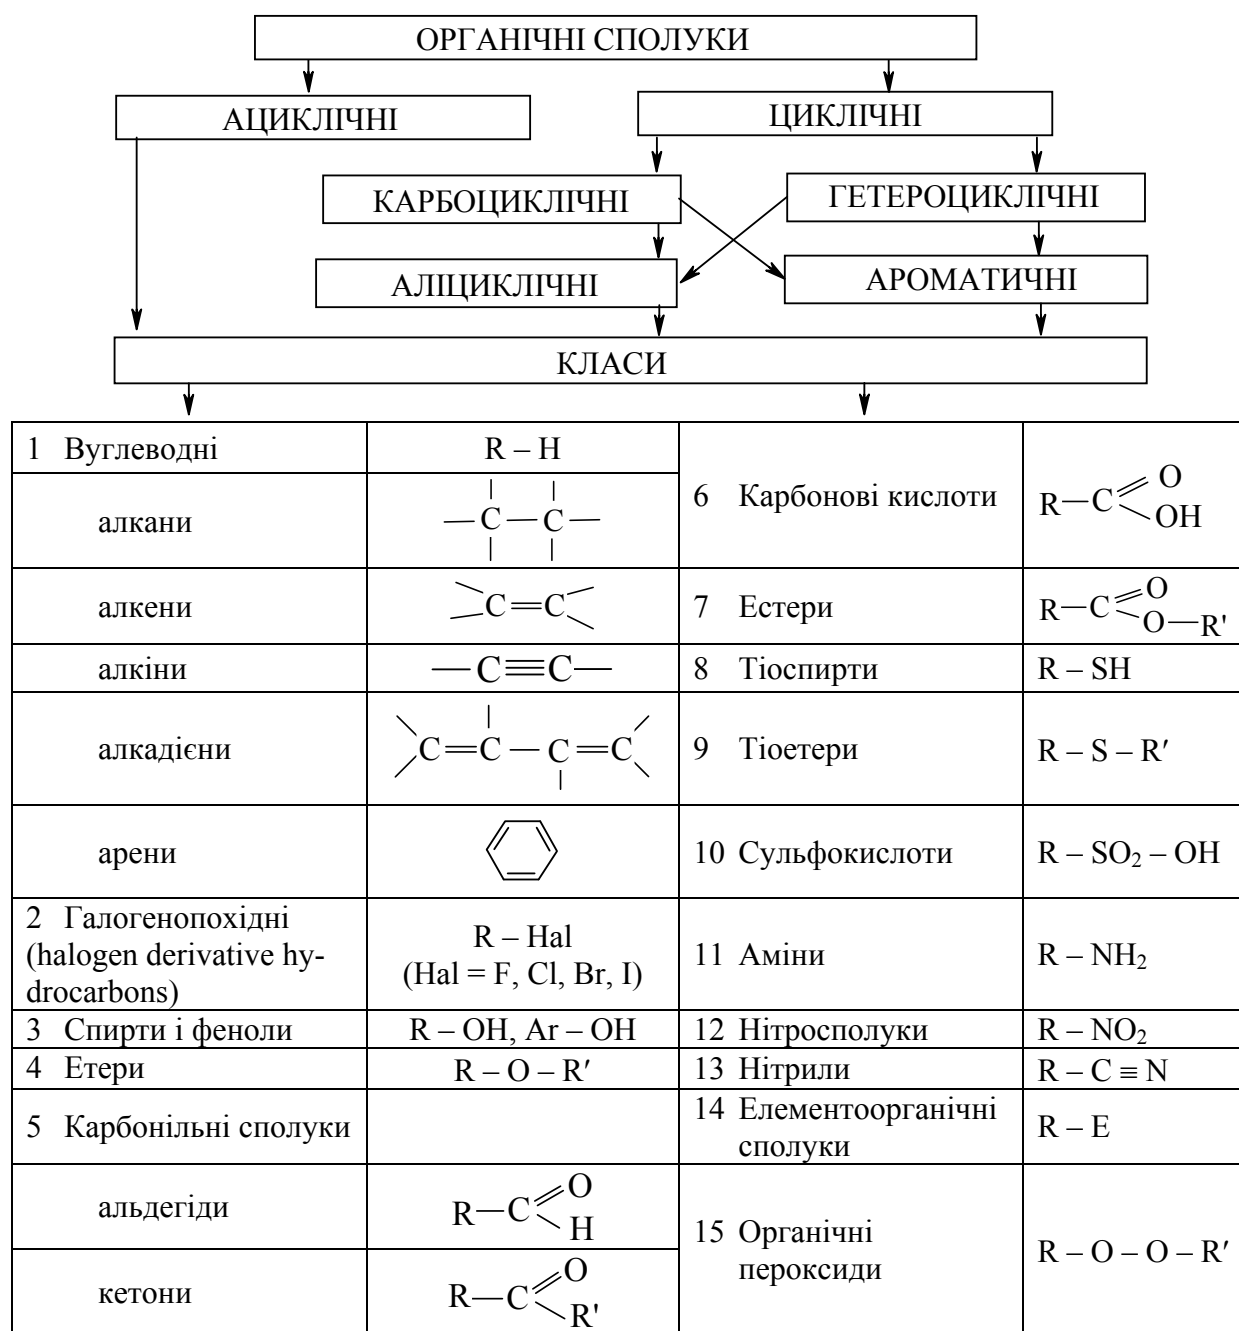 ОРГАНІЧНІ СПОЛУКИ
АЦИКЛІЧНІ
ЦИКЛІЧНІ
КАРБОЦИКЛІЧНІ
ГЕТЕРОЦИКЛІЧНІ
АЛІЦИКЛІЧНІ
АРОМАТИЧНІ
КЛАСИ
1 Вуглеводні
R – H
алкани
C C
алкени
C=C
алкіни
— C≡C—
алкадієни
C=C – C=C
арени
2 Галогенопохідні
(halogen derivative hy-
drocarbons)
R – Hal
(Hal = F, Cl, Br, I)
3 Спирти і феноли
R – OH, Ar – OH
4 Етери
R – O – R′
5 Карбонільні сполуки
альдегіди
O
R—C
H
кетони
O
R—C
R'
6 Карбонові кислоти
O
R—C
OH
7 Естери
O
R—C
O—R'
8 Тіоспирти
R – SH
9 Тіоетери
R – S – R′
10 Сульфокислоти
R – SO₂ – OH
11 Аміни
R – NH₂
12 Нітросполуки
R – NO₂
13 Нітрили
R – C ≡ N
14 Елементоорганічні
сполуки
R – E
15 Органічні
пероксиди
R – O – O – R′